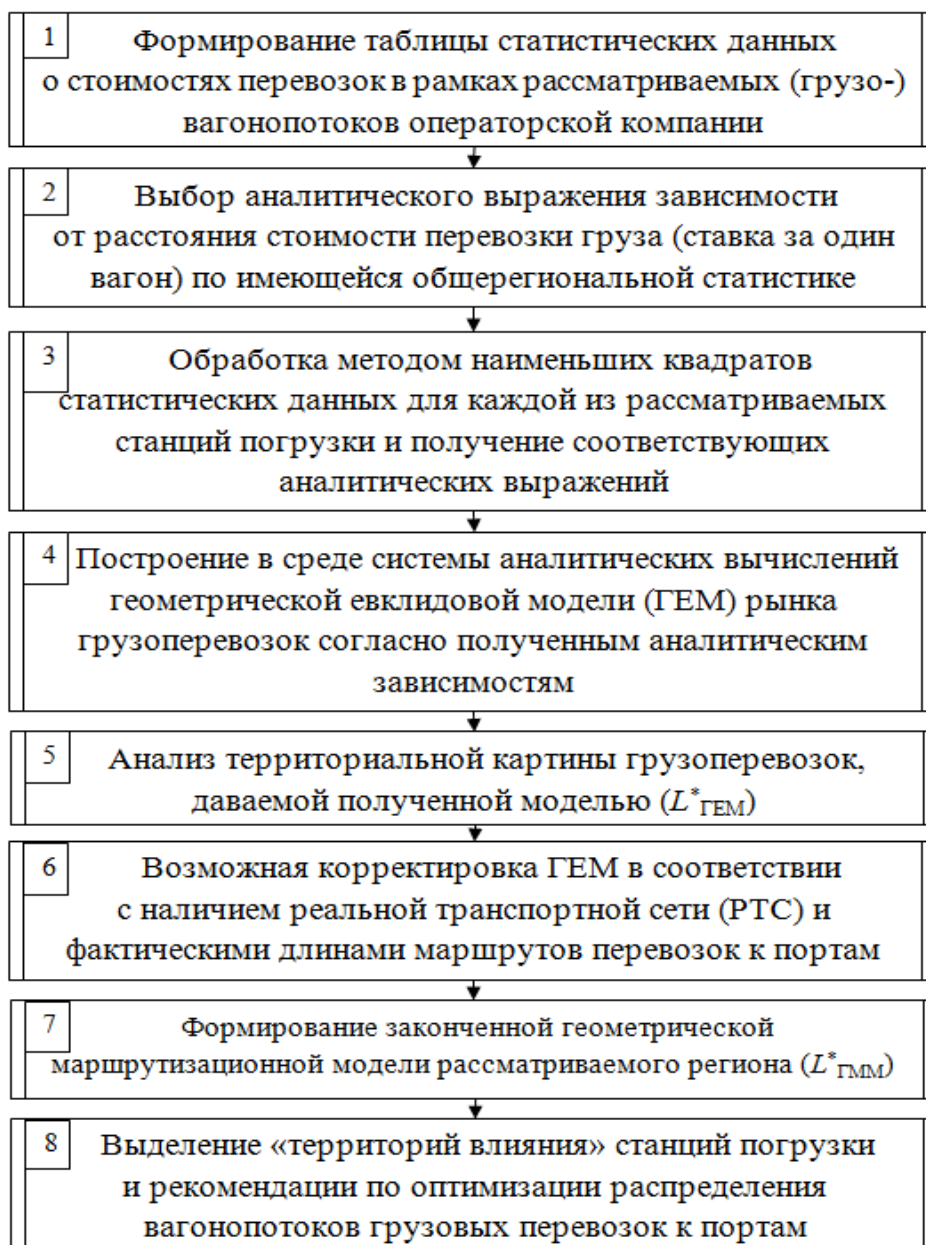 1
Формирование таблицы статистических данных
о стоимостях перевозок в рамках рассматриваемых (грузо-)
вагонопотоков операторской компании
2
Выбор аналитического выражения зависимости
от расстояния стоимости перевозки груза (ставка за один
вагон) по имеющейся общерегиональной статистике
3
Обработка методом наименьших квадратов
статистических данных для каждой из рассматриваемых
станций погрузки и получение соответствующих
аналитических выражений
4
Построение в среде системы аналитических вычислений
геометрической евклидовой модели (ГЕМ) рынка
грузоперевозок согласно полученным аналитическим
зависимостям
5
Анализ территориальной картины грузоперевозок,
даваемой полученной моделью (L*ГЕМ)
6
Возможная корректировка ГЕМ в соответствии
с наличием реальной транспортной сети (РТС) и
фактическими длинами маршрутов перевозок к портам
7
Формирование законченной геометрической
маршрутизационной модели рассматриваемого региона (L*ГММ)
8
Выделение «территорий влияния» станций погрузки
и рекомендации по оптимизации распределения
вагонопотоков грузовых перевозок к портам